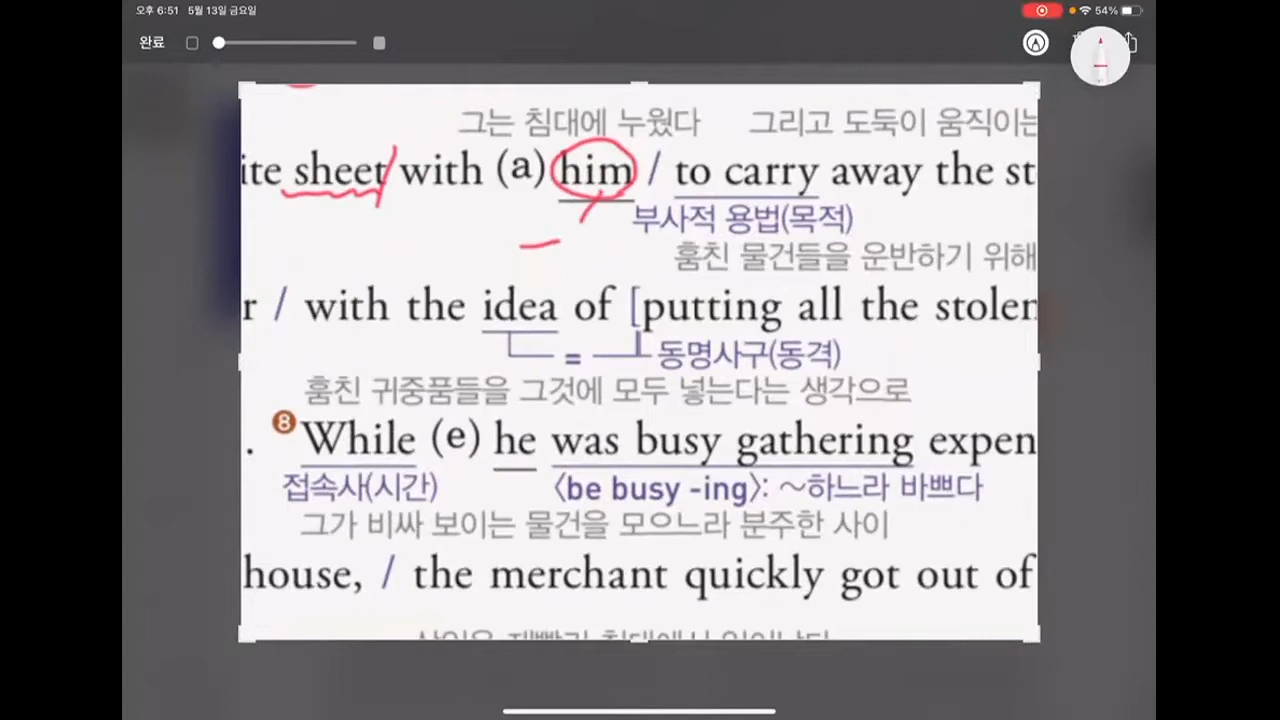 오후 6:51 5월 13일 금요일
54%
완료
그는 침대에 누웠다 그리고 도둑이 움직이는
ite sheet with (a) him / to carry away the st
부사적 용법(목적)
훔친 물건들을 운반하기 위해
r / with the idea of [putting all the stolen
= 동명사구(동격)
훔친 귀중품들을 그것에 모두 넣는다는 생각으로
. 8 While (e) he was busy gathering expen
접속사(시간) 〈be busy -ing〉: ~하느라 바쁘다
그가 비싸 보이는 물건을 모으느라 분주한 사이
house, / the merchant quickly got out of